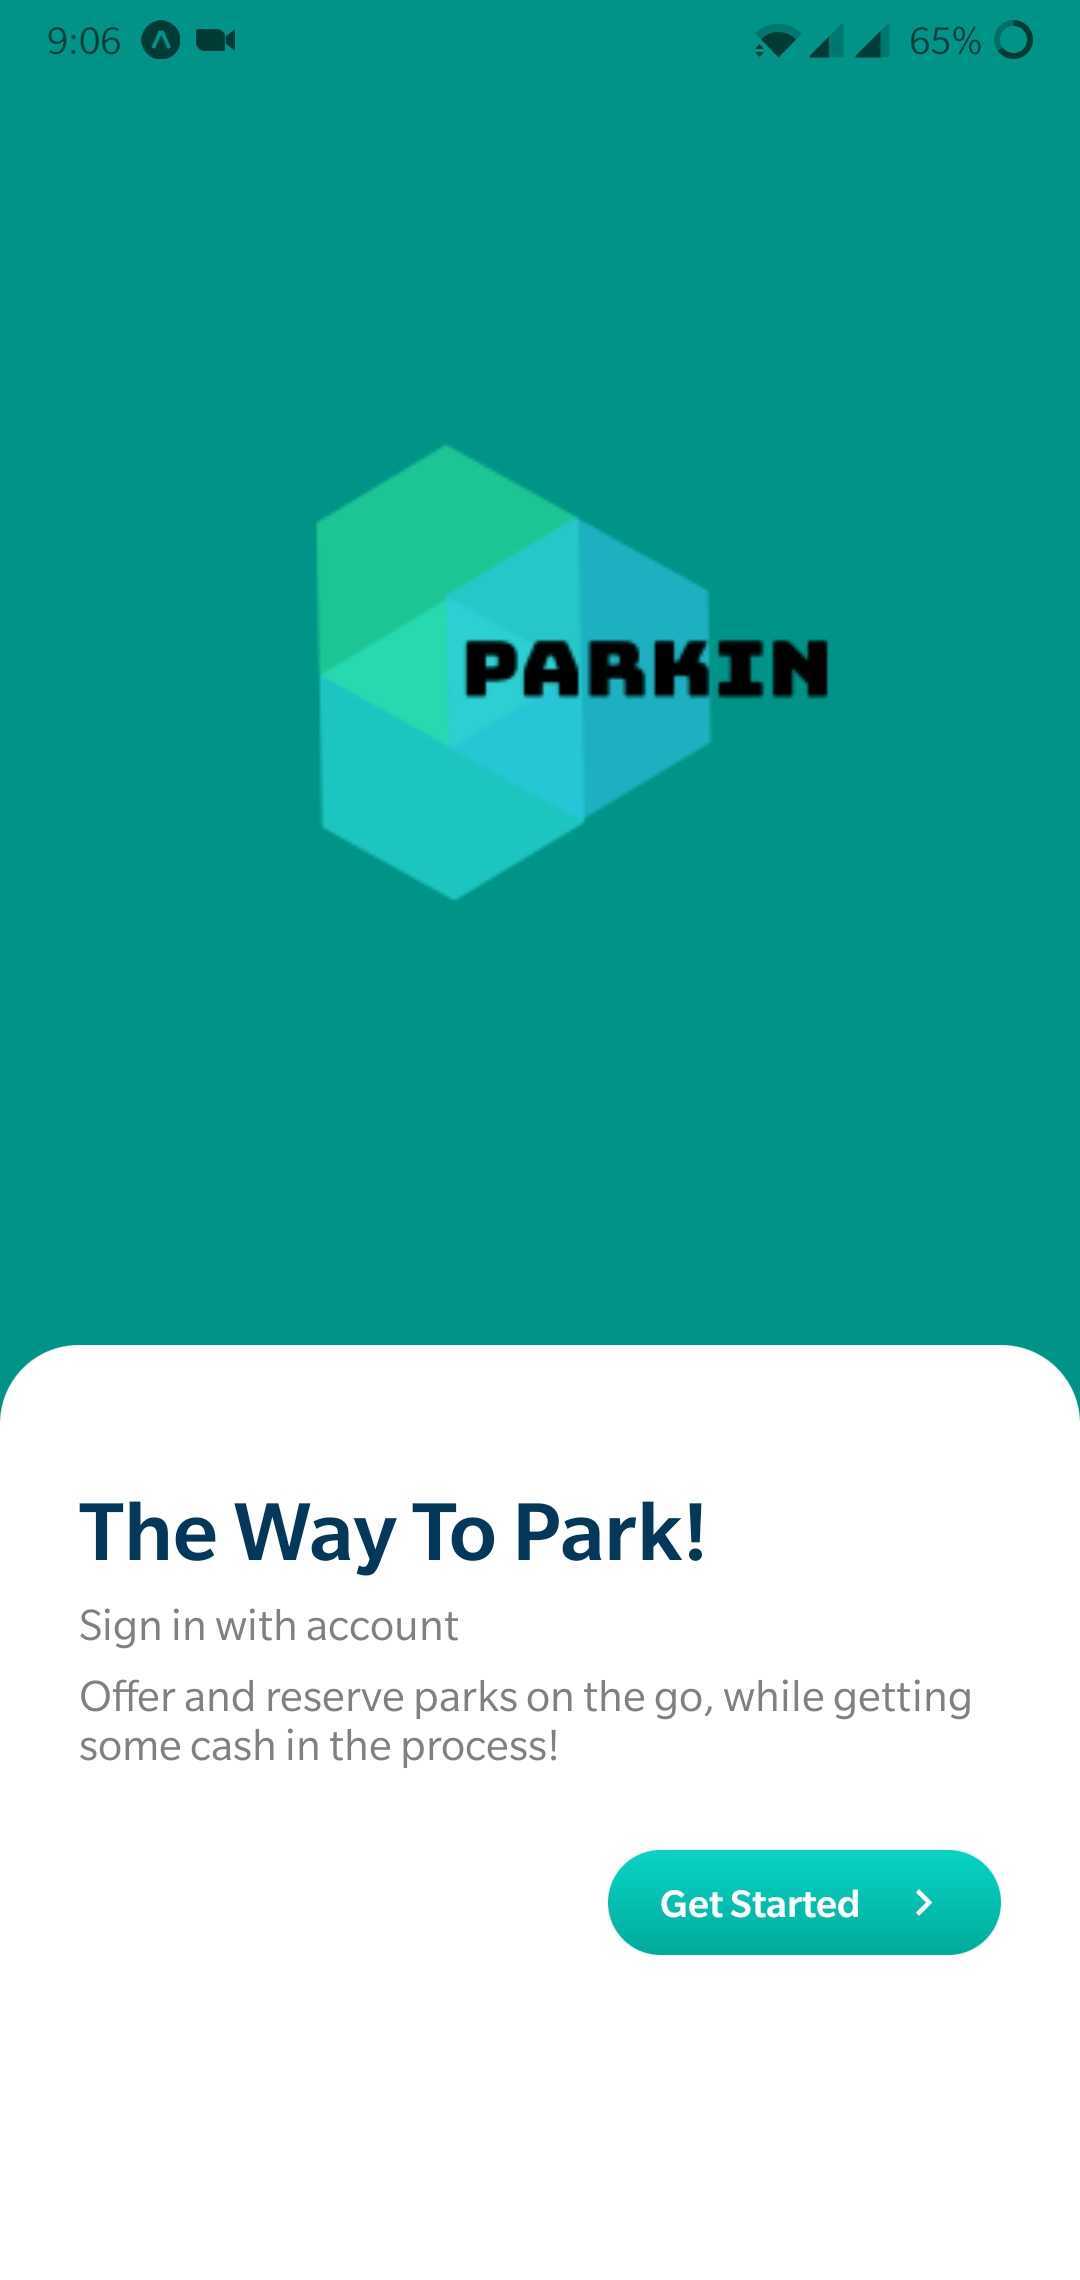 9:06
65%
PARKIN
The Way To Park!
Sign in with account
Offer and reserve parks on the go, while getting
some cash in the process!
Get Started